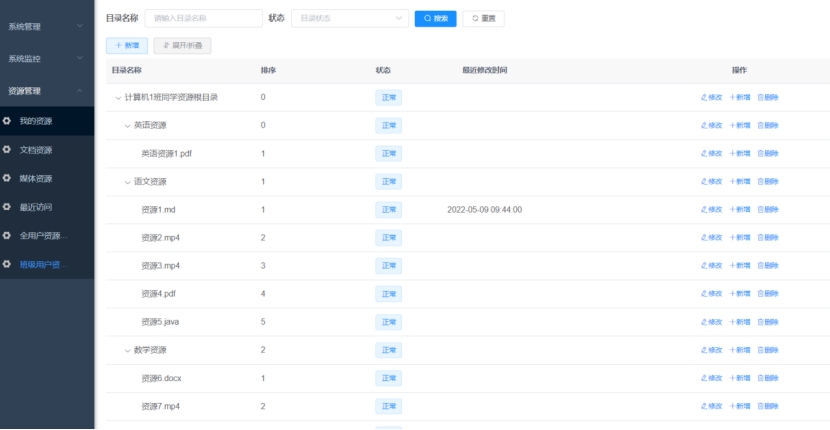 系统管理
系统监控
资源管理
我的资源
文档资源
媒体资源
最近访问
全用户资源...
班级用户资...
目录名称 请输入目录名称 状态 目录状态 搜索 重置
新增 展开/折叠
目录名称 排序 状态 最近修改时间 操作
计算机1班同学资源根目录 0 正常 修改 新增 删除
英语资源 0 正常 修改 新增 删除
英语资源1.pdf 1 正常 修改 新增 删除
语文资源 1 正常 修改 新增 删除
资源1.md 1 正常 2022-05-09 09:44:00 修改 新增 删除
资源2.mp4 2 正常 修改 新增 删除
资源3.mp4 3 正常 修改 新增 删除
资源4.pdf 4 正常 修改 新增 删除
资源5.java 5 正常 修改 新增 删除
数学资源 2 正常 修改 新增 删除
资源6.docx 1 正常 修改 新增 删除
资源7.mp4 2 正常 修改 新增 删除